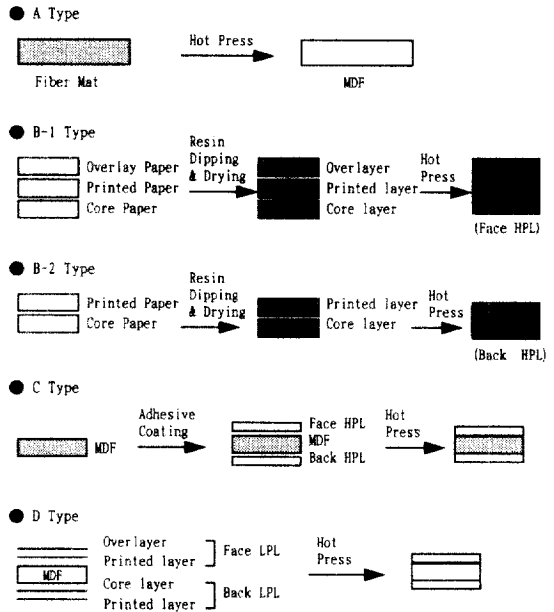 ● A Type
Hot Press
Fiber Mat
MDF
● B-1 Type
Overlay Paper
Printed Paper
Core Paper
Resin
Dipping
& Drying
Overlayer
Printed layer
Core layer
Hot
Press
(Face HPL)
● B-2 Type
Printed Paper
Core Paper
Resin
Dipping
& Drying
Printed layer
Core layer
Hot
Press
(Back HPL)
● C Type
MDF
Adhesive
Coating
Face HPL
MDF
Back HPL
Hot
Press
● D Type
Overlayer
Printed layer
Face LPL
MDF
Core layer
Printed layer
Back LPL
Hot
Press